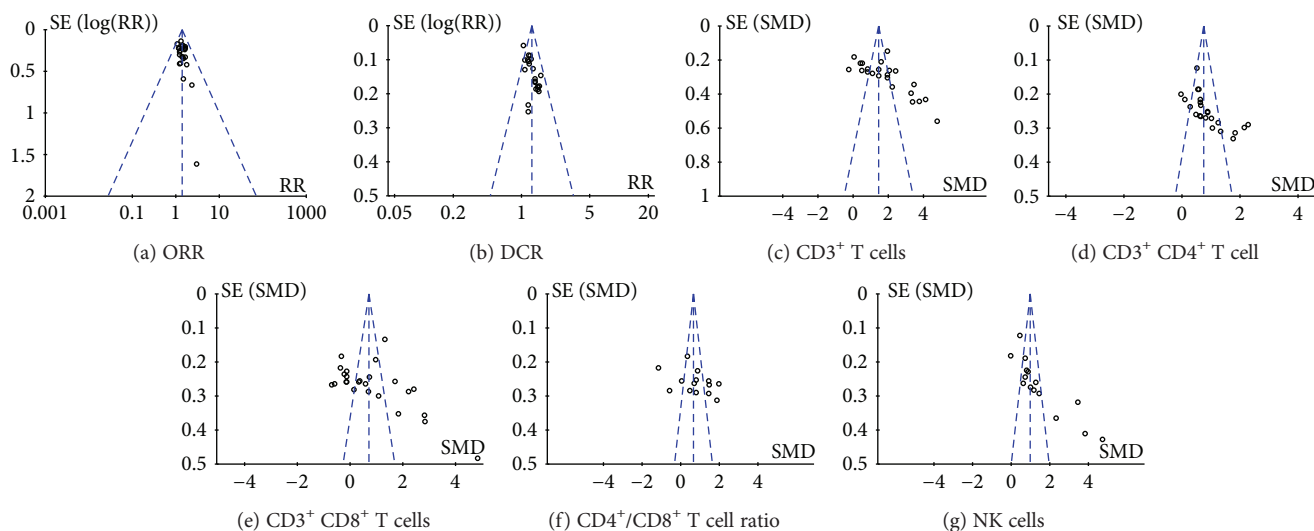 SE (log(RR))
0
0.5
1
1.5
2
RR
0.001 0.1 1 10 1000
(a) ORR
SE (log(RR))
0
0.1
0.2
0.3
0.4
0.5
RR
0.05 0.2 1 5 20
(b) DCR
SE (SMD)
0
0.2
0.4
0.6
0.8
1
SMD
−4 −2 0 2 4
(c) CD3+ T cells
SE (SMD)
0
0.1
0.2
0.3
0.4
0.5
SMD
−4 −2 0 2 4
(d) CD3+ CD4+ T cell
SE (SMD)
0
0.1
0.2
0.3
0.4
0.5
SMD
−4 −2 0 2 4
(e) CD3+ CD8+ T cells
SE (SMD)
0
0.1
0.2
0.3
0.4
0.5
SMD
−4 −2 0 2 4
(f) CD4+/CD8+ T cell ratio
SE (SMD)
0
0.1
0.2
0.3
0.4
0.5
SMD
−4 −2 0 2 4
(g) NK cells